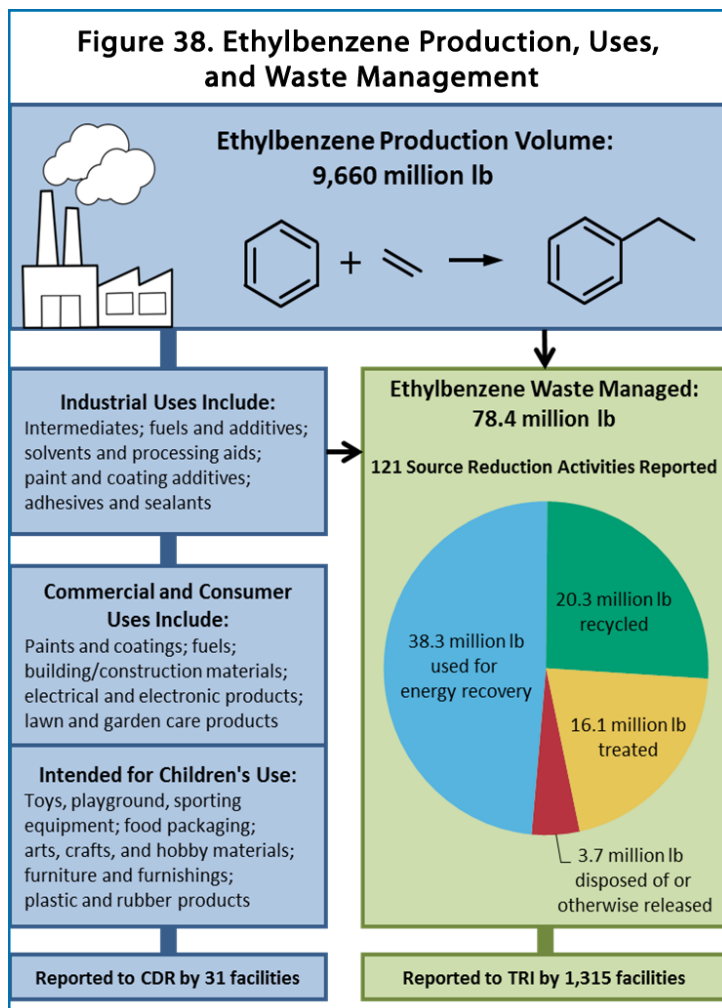 Figure 38. Ethylbenzene Production, Uses,
and Waste Management
Ethylbenzene Production Volume:
9,660 million lb
+
Industrial Uses Include:
Intermediates; fuels and additives;
solvents and processing aids;
paint and coating additives;
adhesives and sealants
Commercial and Consumer
Uses Include:
Paints and coatings; fuels;
building/construction materials;
electrical and electronic products;
lawn and garden care products
Intended for Children's Use:
Toys, playground, sporting
equipment; food packaging;
arts, crafts, and hobby materials;
furniture and furnishings;
plastic and rubber products
Reported to CDR by 31 facilities
Ethylbenzene Waste Managed:
78.4 million lb
121 Source Reduction Activities Reported
20.3 million lb
recycled
38.3 million lb
used for
energy recovery
16.1 million lb
treated
3.7 million lb
disposed of or
otherwise released
Reported to TRI by 1,315 facilities